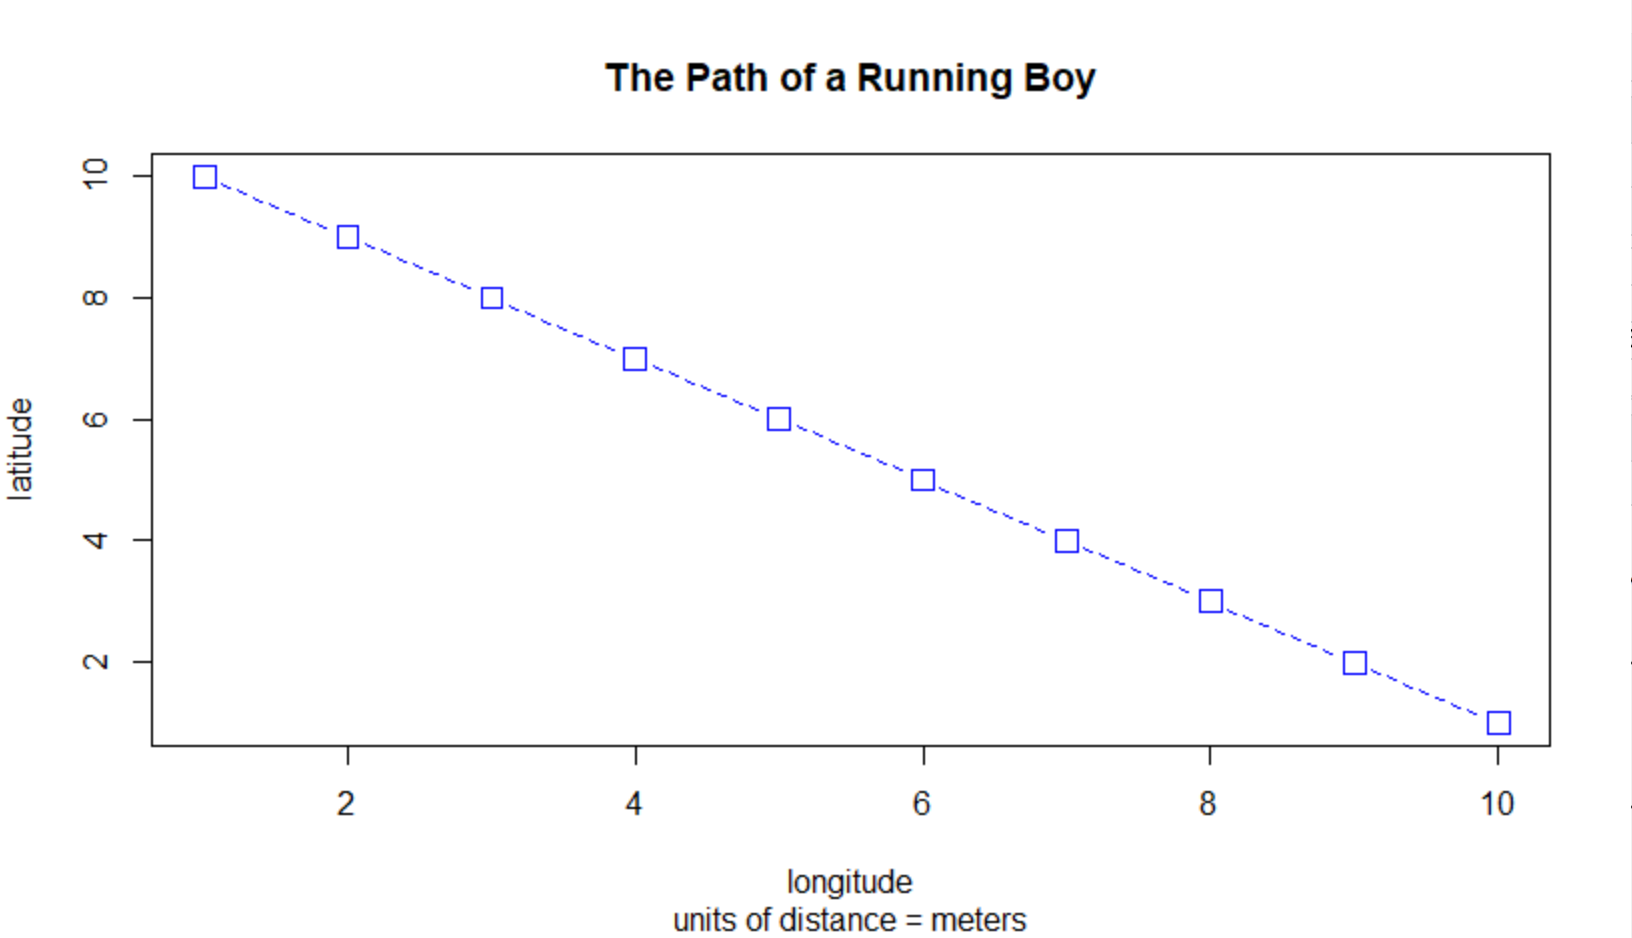 The Path of a Running Boy
10
8
6
4
2
latitude
2 4 6 8 10
longitude
units of distance = meters